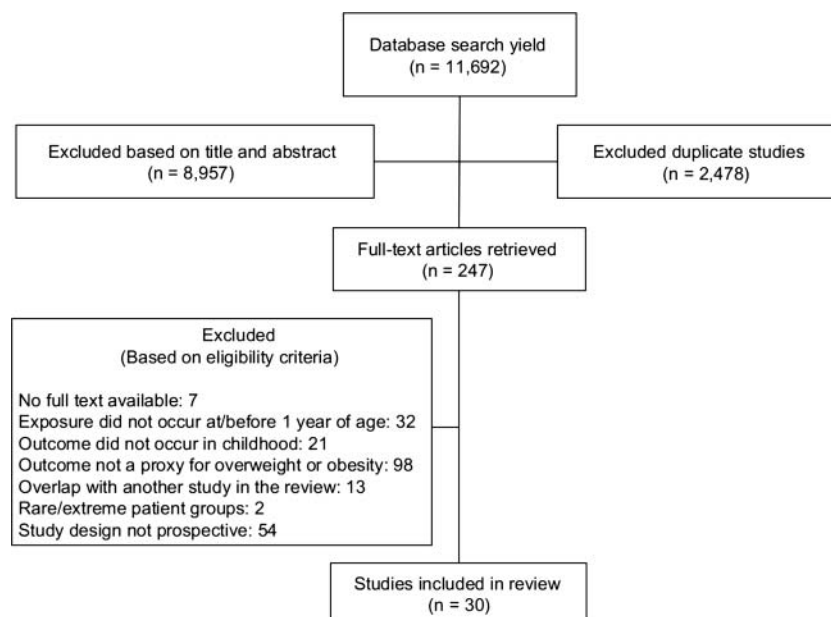 Database search yield
(n = 11,692)
Excluded based on title and abstract
(n = 8,957)
Excluded duplicate studies
(n = 2,478)
Full-text articles retrieved
(n = 247)
Excluded
(Based on eligibility criteria)
No full text available: 7
Exposure did not occur at/before 1 year of age: 32
Outcome did not occur in childhood: 21
Outcome not a proxy for overweight or obesity: 98
Overlap with another study in the review: 13
Rare/extreme patient groups: 2
Study design not prospective: 54
Studies included in review
(n = 30)